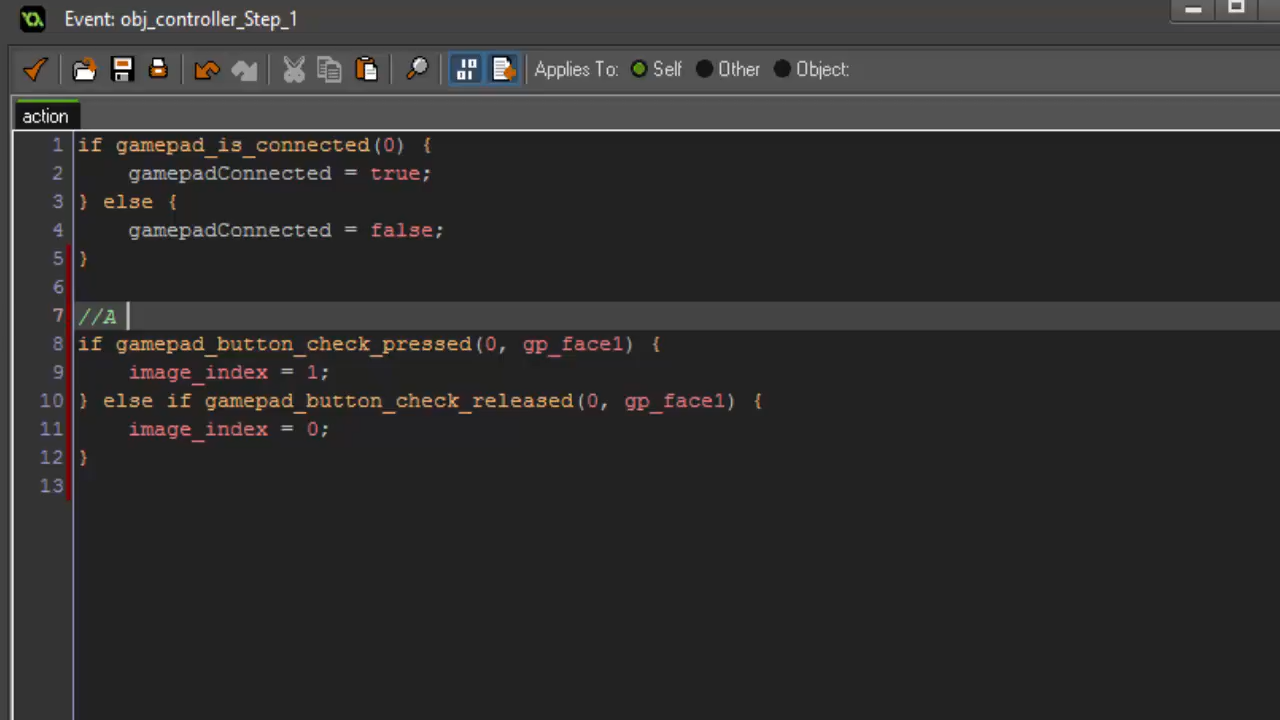 Event: obj_controller_Step_1
Applies To: Self Other Object:
action
1 if gamepad_is_connected(0) {
2     gamepadConnected = true;
3 } else {
4     gamepadConnected = false;
5 }
6
7 //A
8 if gamepad_button_check_pressed(0, gp_face1) {
9     image_index = 1;
10 } else if gamepad_button_check_released(0, gp_face1) {
11     image_index = 0;
12 }
13